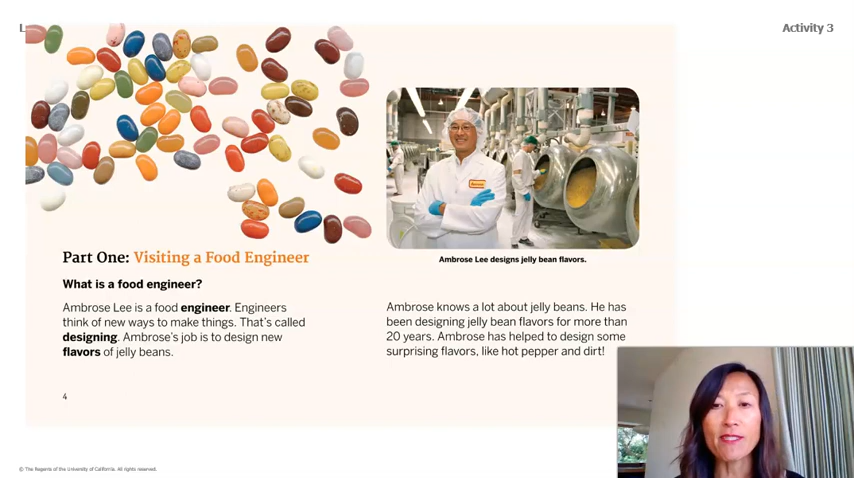 L
Activity 3
Ambrose Lee designs jelly bean flavors.
Part One: Visiting a Food Engineer
What is a food engineer?
Ambrose Lee is a food engineer. Engineers
think of new ways to make things. That's called
designing. Ambrose's job is to design new
flavors of jelly beans.
Ambrose knows a lot about jelly beans. He has
been designing jelly bean flavors for more than
20 years. Ambrose has helped to design some
surprising flavors, like hot pepper and dirt!
4
© The Regents of the University of California. All rights reserved.